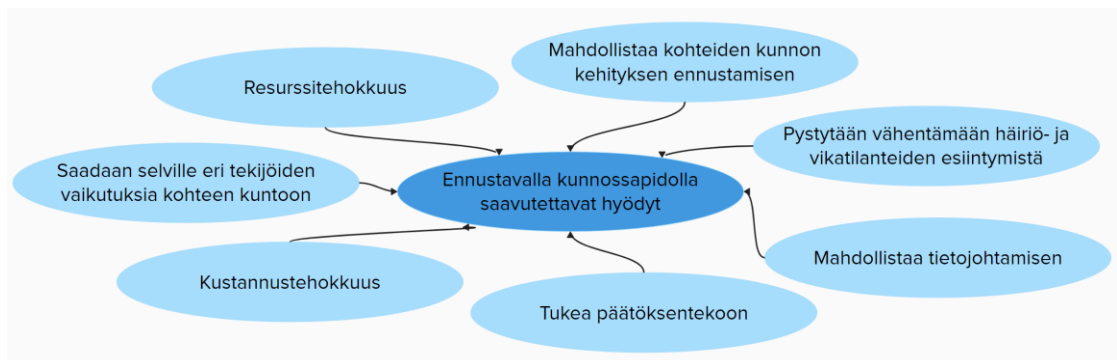 Mahdollistaa kohteiden kunnon
kehityksen ennustamisen
Resurssitehokkuus
Pystytään vähentämään häiriö- ja
vikatilanteiden esiintymistä
Saadaan selville eri tekijöiden
vaikutuksia kohteen kuntoon
Ennustavalla kunnossapidolla
saavutettavat hyödyt
Mahdollistaa tietojohtamisen
Kustannustehokkuus
Tukea päätöksentekoon